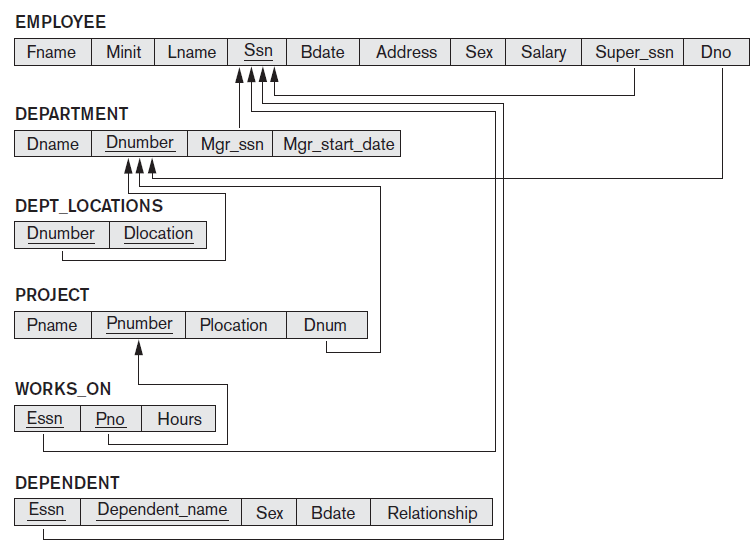 EMPLOYEE
Fname Minit Lname Ssn Bdate Address Sex Salary Super_ssn Dno
DEPARTMENT
Dname Dnumber Mgr_ssn Mgr_start_date
DEPT_LOCATIONS
Dnumber Dlocation
PROJECT
Pname Pnumber Plocation Dnum
WORKS_ON
Essn Pno Hours
DEPENDENT
Essn Dependent_name Sex Bdate Relationship